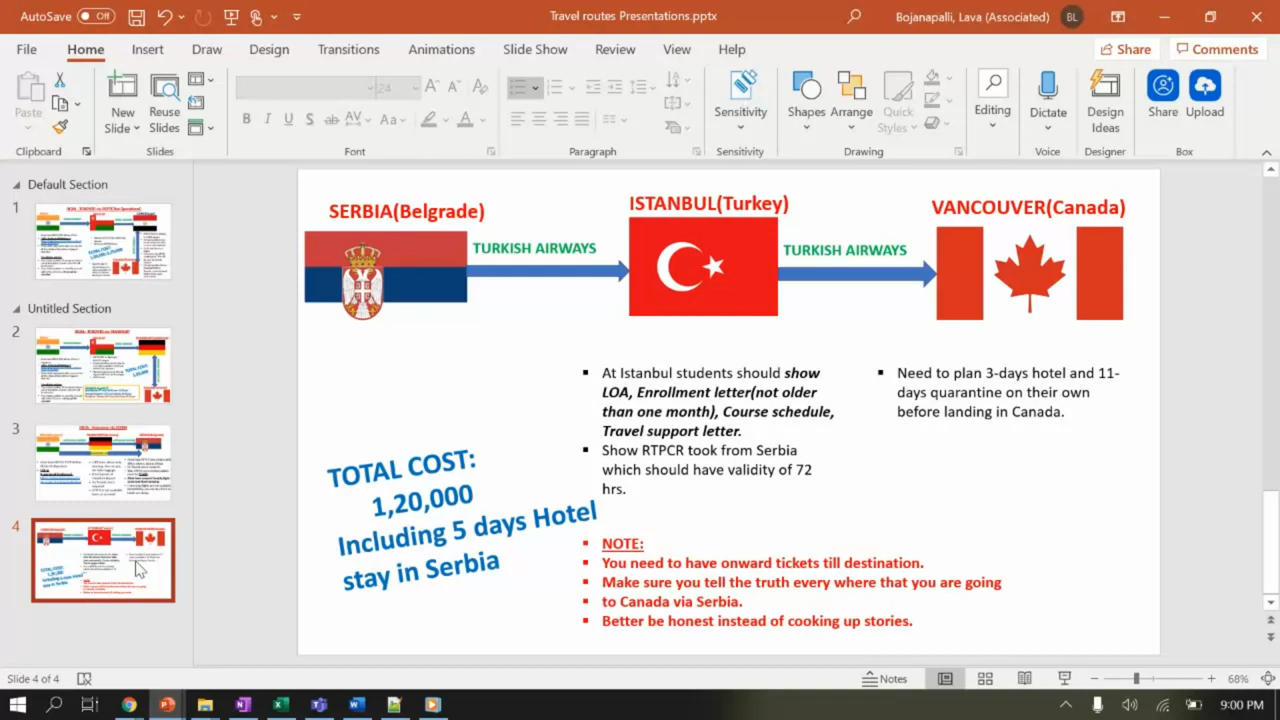 AutoSave Off
Travel routes Presentations.pptx
Bojanapalli, Lava (Associated) BL
File Home Insert Draw Design Transitions Animations Slide Show Review View Help
Share Comments
Paste
New Slide
Reuse Slides
Sensitivity
Shapes
Arrange
Quick Styles
Editing
Dictate
Design Ideas
Share
Upload
Clipboard Slides Font Paragraph Sensitivity Drawing Voice Designer Box
Default Section
1
Untitled Section
2
3
4
SERBIA(Belgrade)
TURKISH AIRWAYS
ISTANBUL(Turkey)
TURKISH AIRWAYS
VANCOUVER(Canada)
▪ At Istanbul students should show
LOA, Enrollment letter(not older
than one month), Course schedule,
Travel support letter.
▪ Show RTPCR took from Serbia
which should have validity of 72
hrs.
▪ Need to plan 3-days hotel and 11-
days quarantine on their own
before landing in Canada.
TOTAL COST:
1,20,000
Including 5 days Hotel
stay in Serbia
▪ NOTE:
▪ You need to have onward tickets till destination.
▪ Make sure you tell the truth every where that you are going
▪ to Canada via Serbia.
▪ Better be honest instead of cooking up stories.
Slide 4 of 4
Notes
68%
9:00 PM